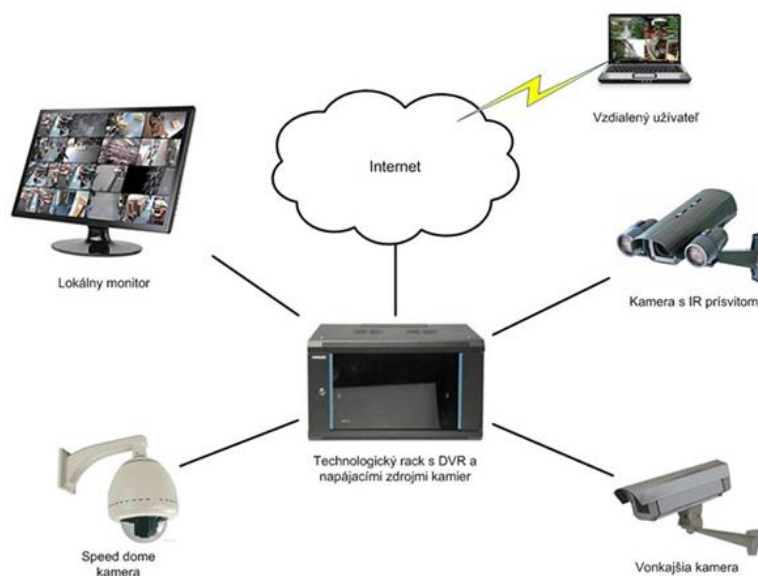 Vzdialený užívateľ
Internet
Lokálny monitor
Kamera s IR prísvitom
Technologický rack s DVR a
napájacími zdrojmi kamier
Speed dome
kamera
Vonkajšia kamera